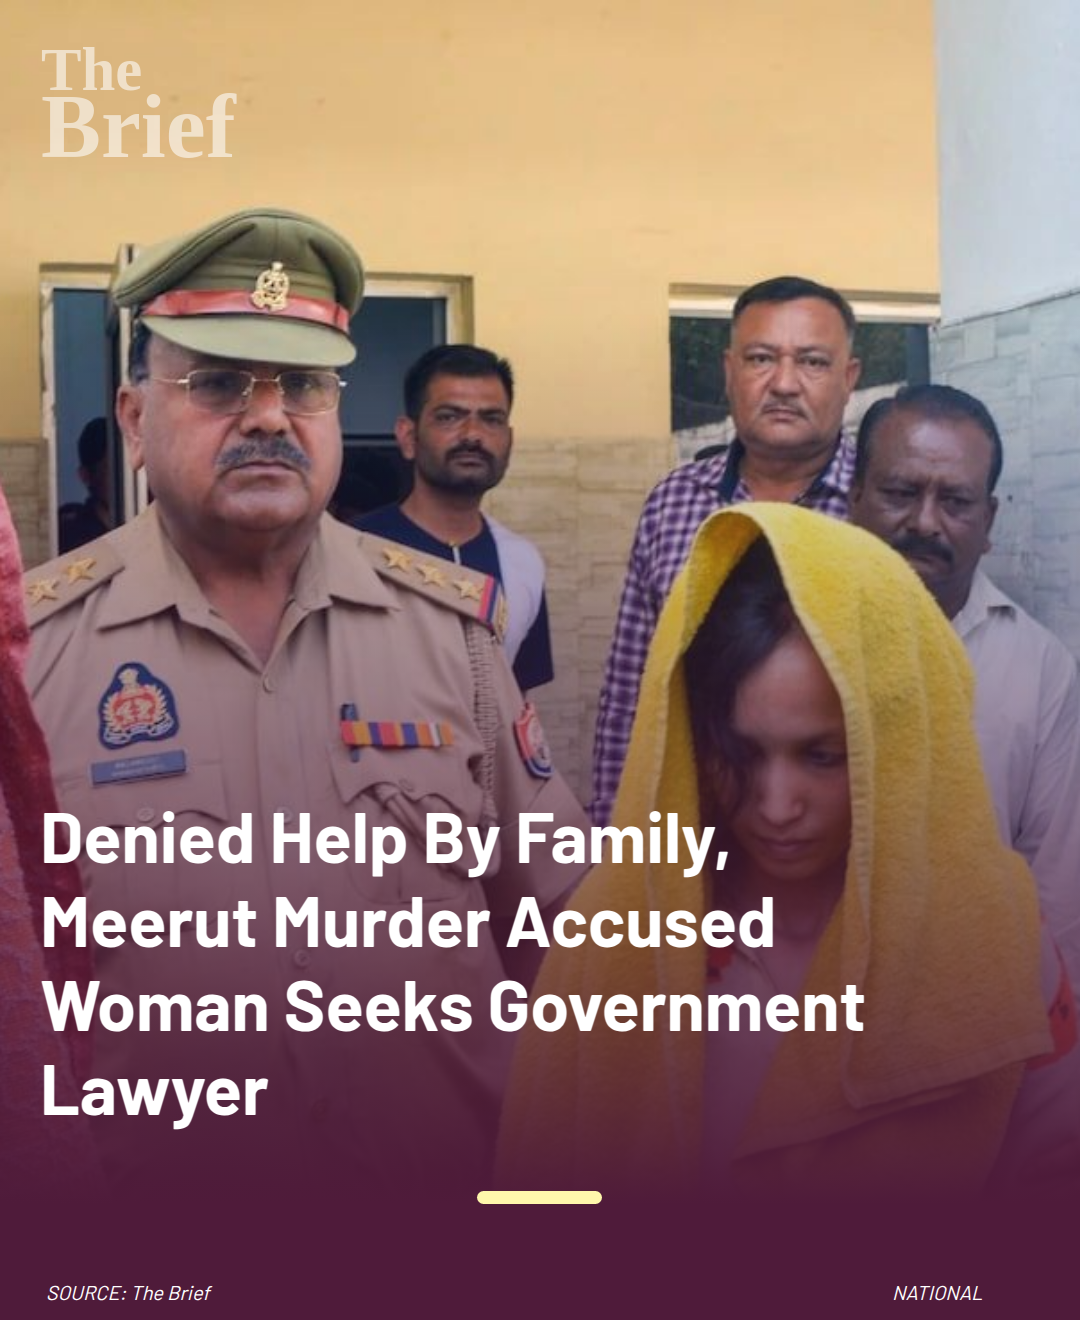 The
Brief
Denied Help By Family,
Meerut Murder Accused
Woman Seeks Government
Lawyer
SOURCE: The Brief
NATIONAL